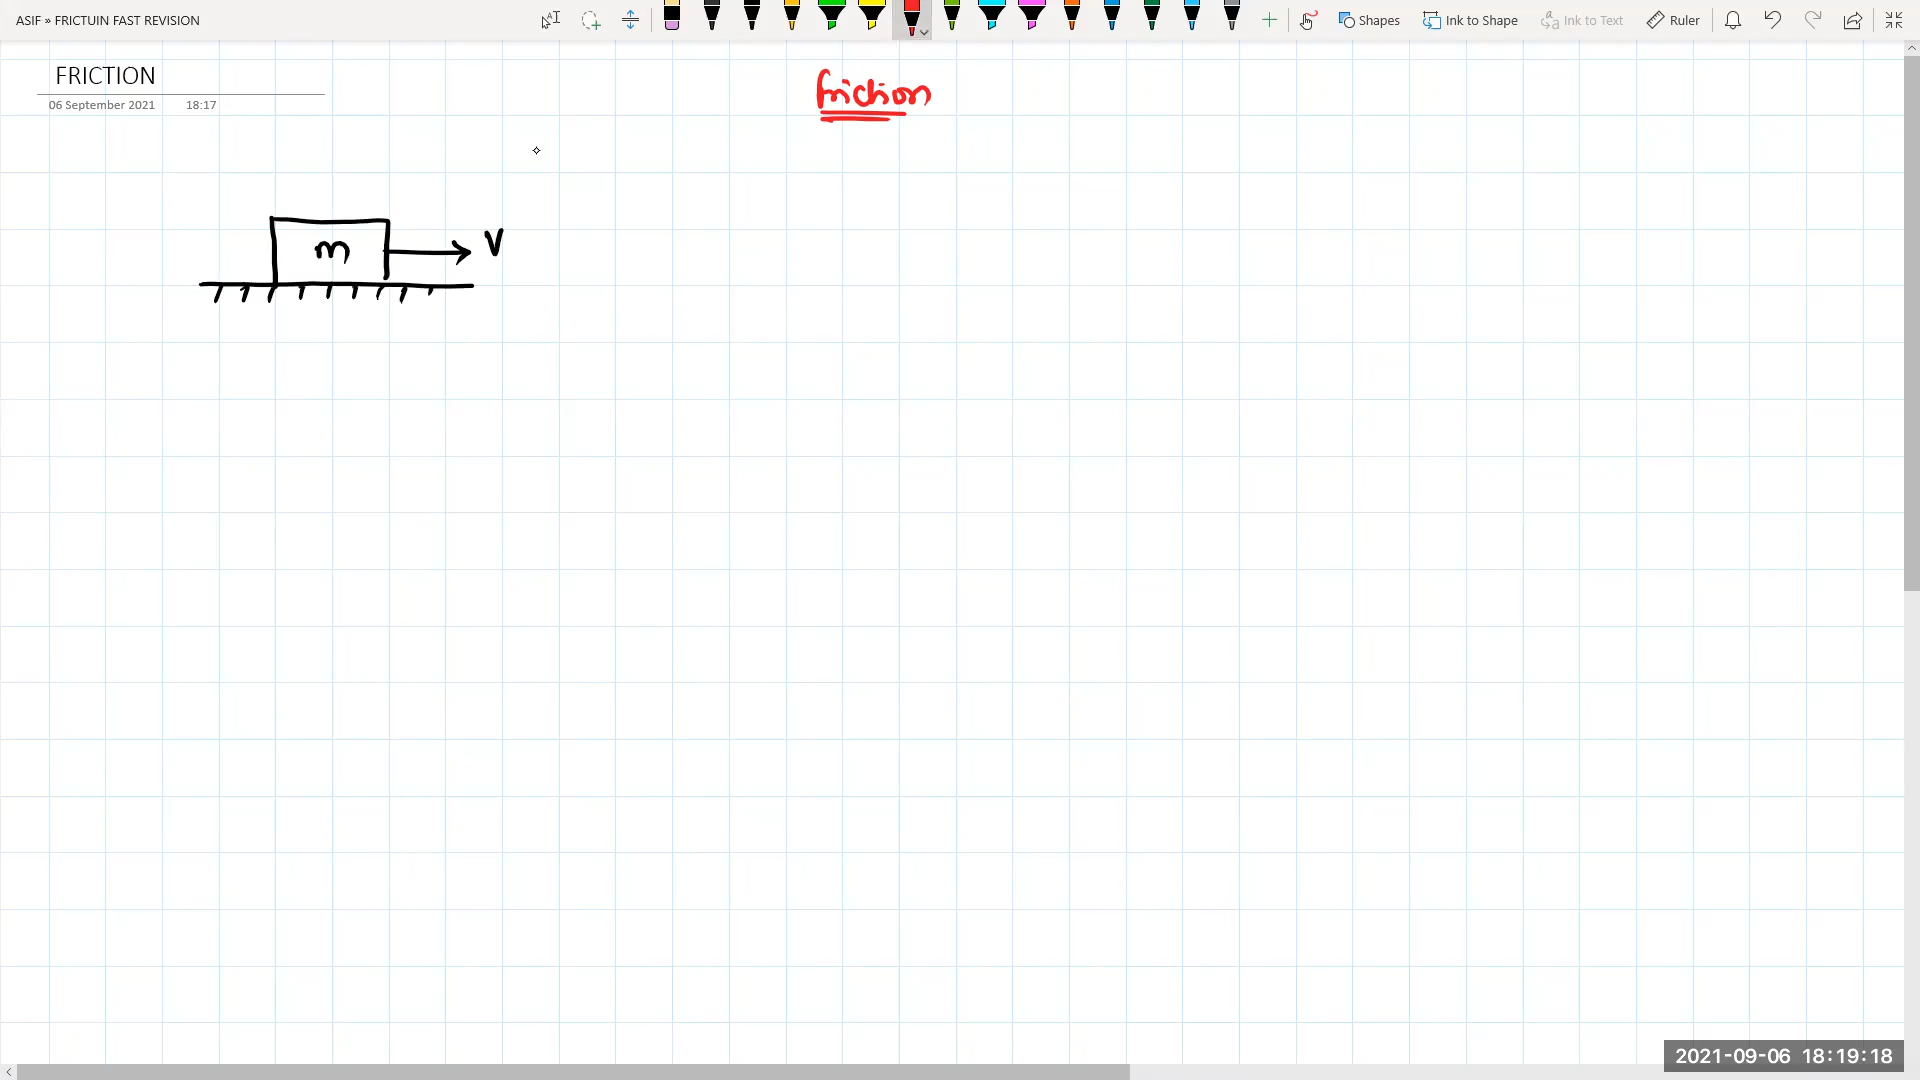 ASIF » FRICTUIN FAST REVISION
Shapes
Ink to Shape
Ink to Text
Ruler
FRICTION
friction
06 September 2021 18:17
m
V
2021-09-06 18:19:18